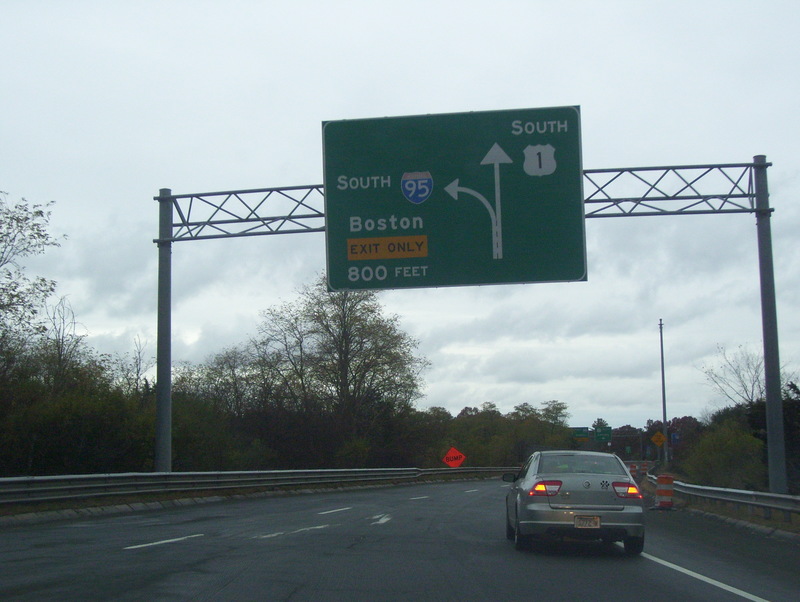 SOUTH
1
SOUTH 95
Boston
EXIT ONLY
800 FEET
BUMP